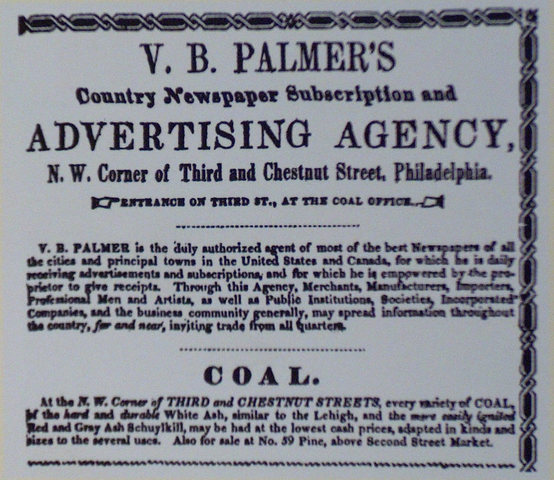 V. B. PALMER'S
Country Newspaper Subscription and
ADVERTISING AGENCY,
N. W. Corner of Third and Chestnut Street, Philadelphia.
ENTRANCE ON THIRD ST., AT THE COAL OFFICE.
V. B. PALMER is the duly authorized agent of most of the best Newspapers of all
the cities and principal towns in the United States and Canada, for which he is daily
receiving advertisements and subscriptions, and for which he is empowered by the pro-
prietor to give receipts. Through this Agency, Merchants, Manufacturers, Importers,
Professional Men and Artists, as well as Public Institutions, Societies, Incorporated
Companies, and the business community generally, may spread information throughout
the country, far and near, inviting trade from all quarters.
COAL.
At the N. W. Corner of THIRD and CHESTNUT STREETS, every variety of COAL,
of the hard and durable White Ash, similar to the Lehigh, and the more easily ignited
Red and Gray Ash Schuylkill, may be had at the lowest cash prices, adapted in kinds and
sizes to the several uses. Also for sale at No. 59 Pine, above Second Street Market.